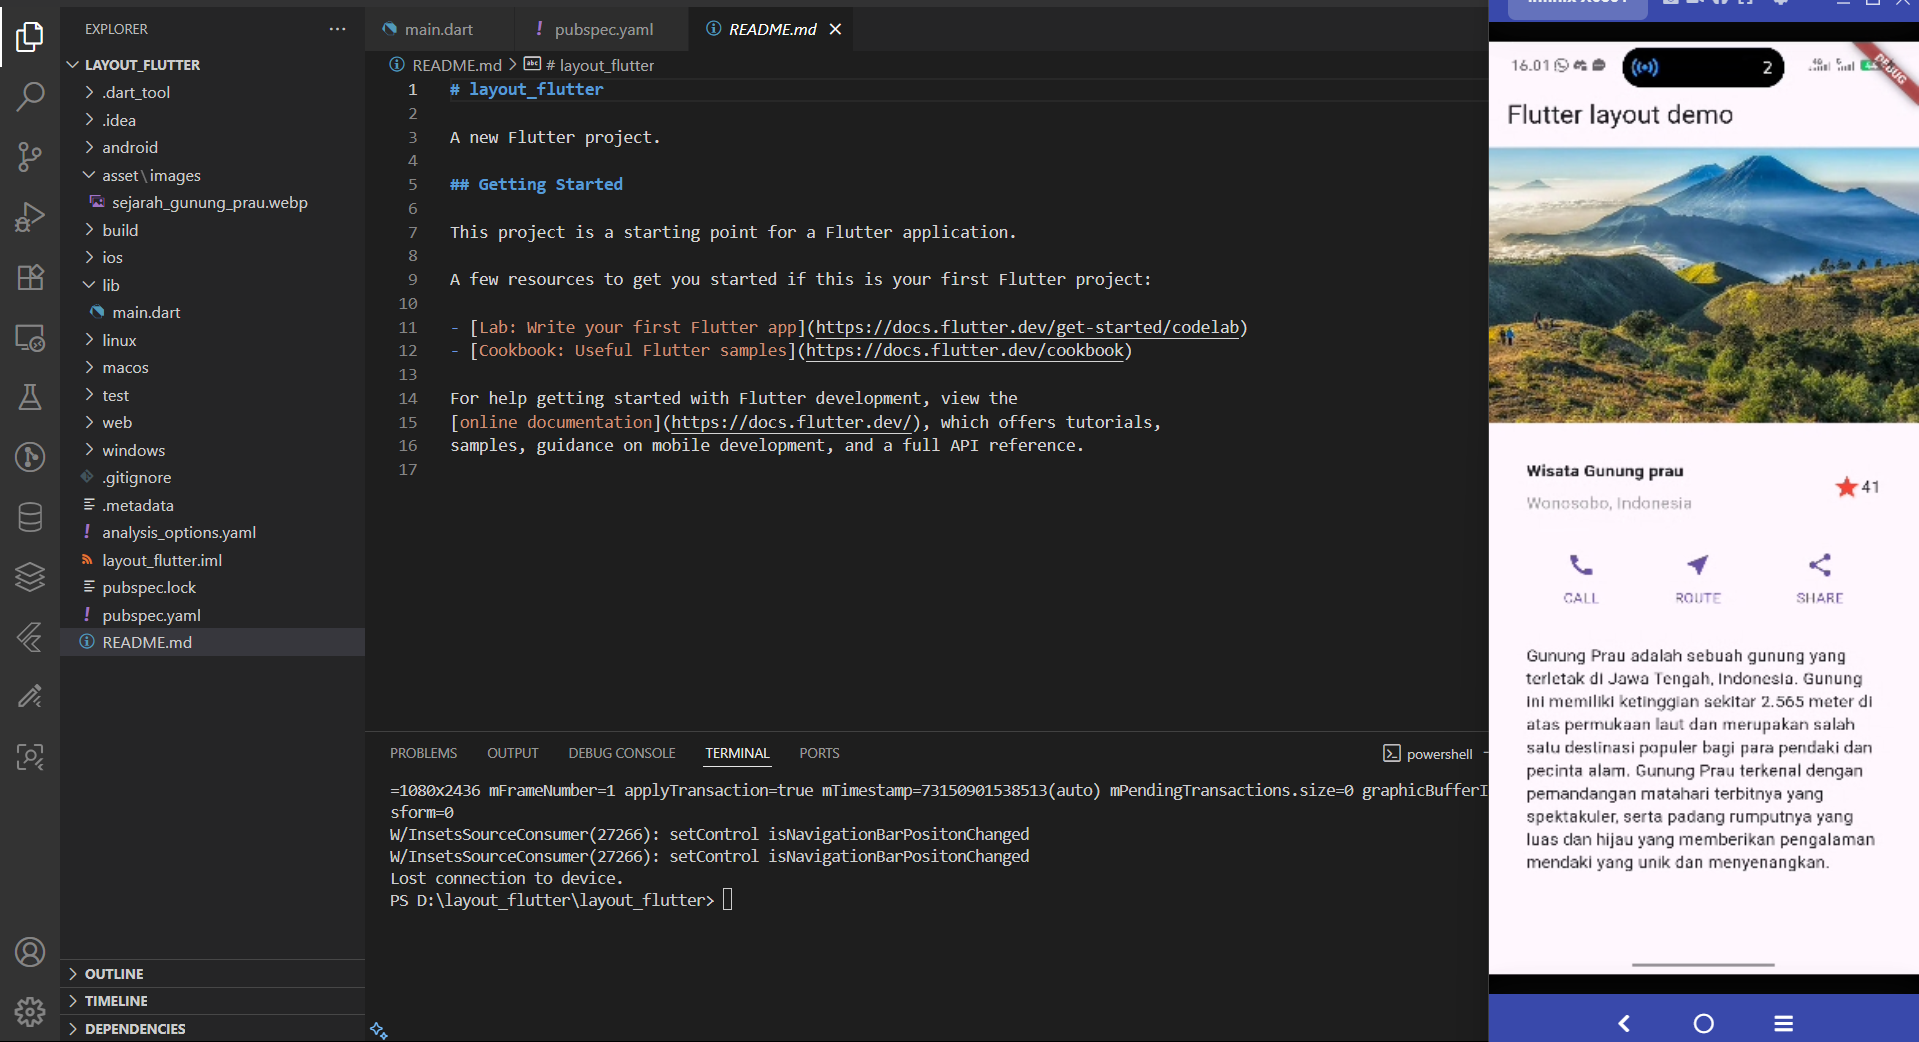 EXPLORER
LAYOUT_FLUTTER
.dart_tool
.idea
android
asset\images
sejarah_gunung_prau.webp
build
ios
lib
main.dart
linux
macos
test
web
windows
.gitignore
.metadata
analysis_options.yaml
layout_flutter.iml
pubspec.lock
pubspec.yaml
README.md
OUTLINE
TIMELINE
DEPENDENCIES
main.dart
pubspec.yaml
README.md
README.md > # layout_flutter
1 # layout_flutter
2
3 A new Flutter project.
4
5 ## Getting Started
6
7 This project is a starting point for a Flutter application.
8
9 A few resources to get you started if this is your first Flutter project:
10
11 - [Lab: Write your first Flutter app](https://docs.flutter.dev/get-started/codelab)
12 - [Cookbook: Useful Flutter samples](https://docs.flutter.dev/cookbook)
13
14 For help getting started with Flutter development, view the
15 [online documentation](https://docs.flutter.dev/), which offers tutorials,
16 samples, guidance on mobile development, and a full API reference.
17
PROBLEMS OUTPUT DEBUG CONSOLE TERMINAL PORTS
powershell
=1080x2436 mFrameNumber=1 applyTransaction=true mTimestamp=73150901538513(auto) mPendingTransactions.size=0 graphicBufferI
sform=0
W/InsetsSourceConsumer(27266): setControl isNavigationBarPositonChanged
W/InsetsSourceConsumer(27266): setControl isNavigationBarPositonChanged
Lost connection to device.
PS D:\layout_flutter\layout_flutter>
16.01
2
DEBUG
Flutter layout demo
Wisata Gunung prau
Wonosobo, Indonesia
41
CALL ROUTE SHARE
Gunung Prau adalah sebuah gunung yang
terletak di Jawa Tengah, Indonesia. Gunung
ini memiliki ketinggian sekitar 2.565 meter di
atas permukaan laut dan merupakan salah
satu destinasi populer bagi para pendaki dan
pecinta alam. Gunung Prau terkenal dengan
pemandangan matahari terbitnya yang
spektakuler, serta padang rumputnya yang
luas dan hijau yang memberikan pengalaman
mendaki yang unik dan menyenangkan.